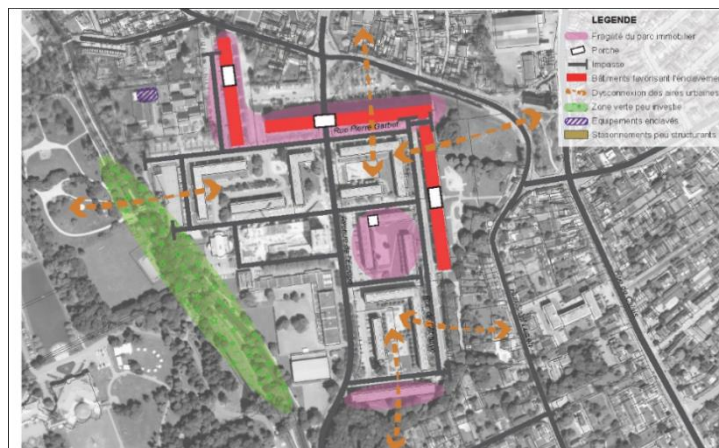 LEGENDE
Fragilité du parc immobilier
Porche
Impasse
Bâtiments favorisant l'enclavement
Dysconnexion des aires urbaines
Zone verte peu investie
Equipements enclavés
Stationnements peu structurants
Rue Pierre